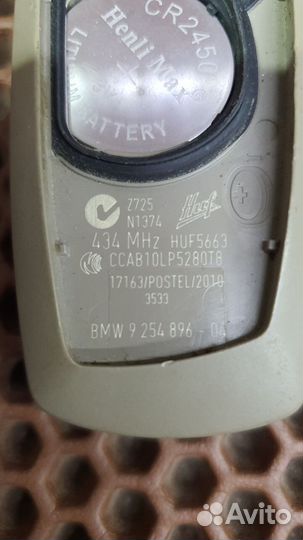 CR2450
Henli Max®
LITHIUM
BATTERY
Z725
N1374
Huf
434 MHz HUF5663
CCAB10LP5280T8
17163/POSTEL/2010
3533
BMW 9 254 896 - 04
Avito